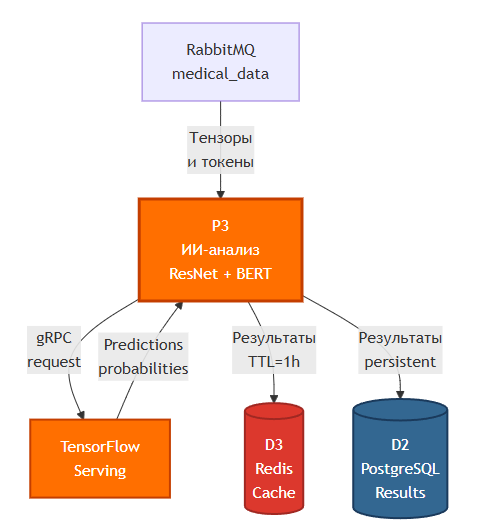 RabbitMQ
medical_data
Тензоры
и токены
P3
ИИ-анализ
ResNet + BERT
gRPC
request
Predictions
probabilities
Результаты
TTL=1h
Результаты
persistent
TensorFlow
Serving
D3
Redis
Cache
D2
PostgreSQL
Results